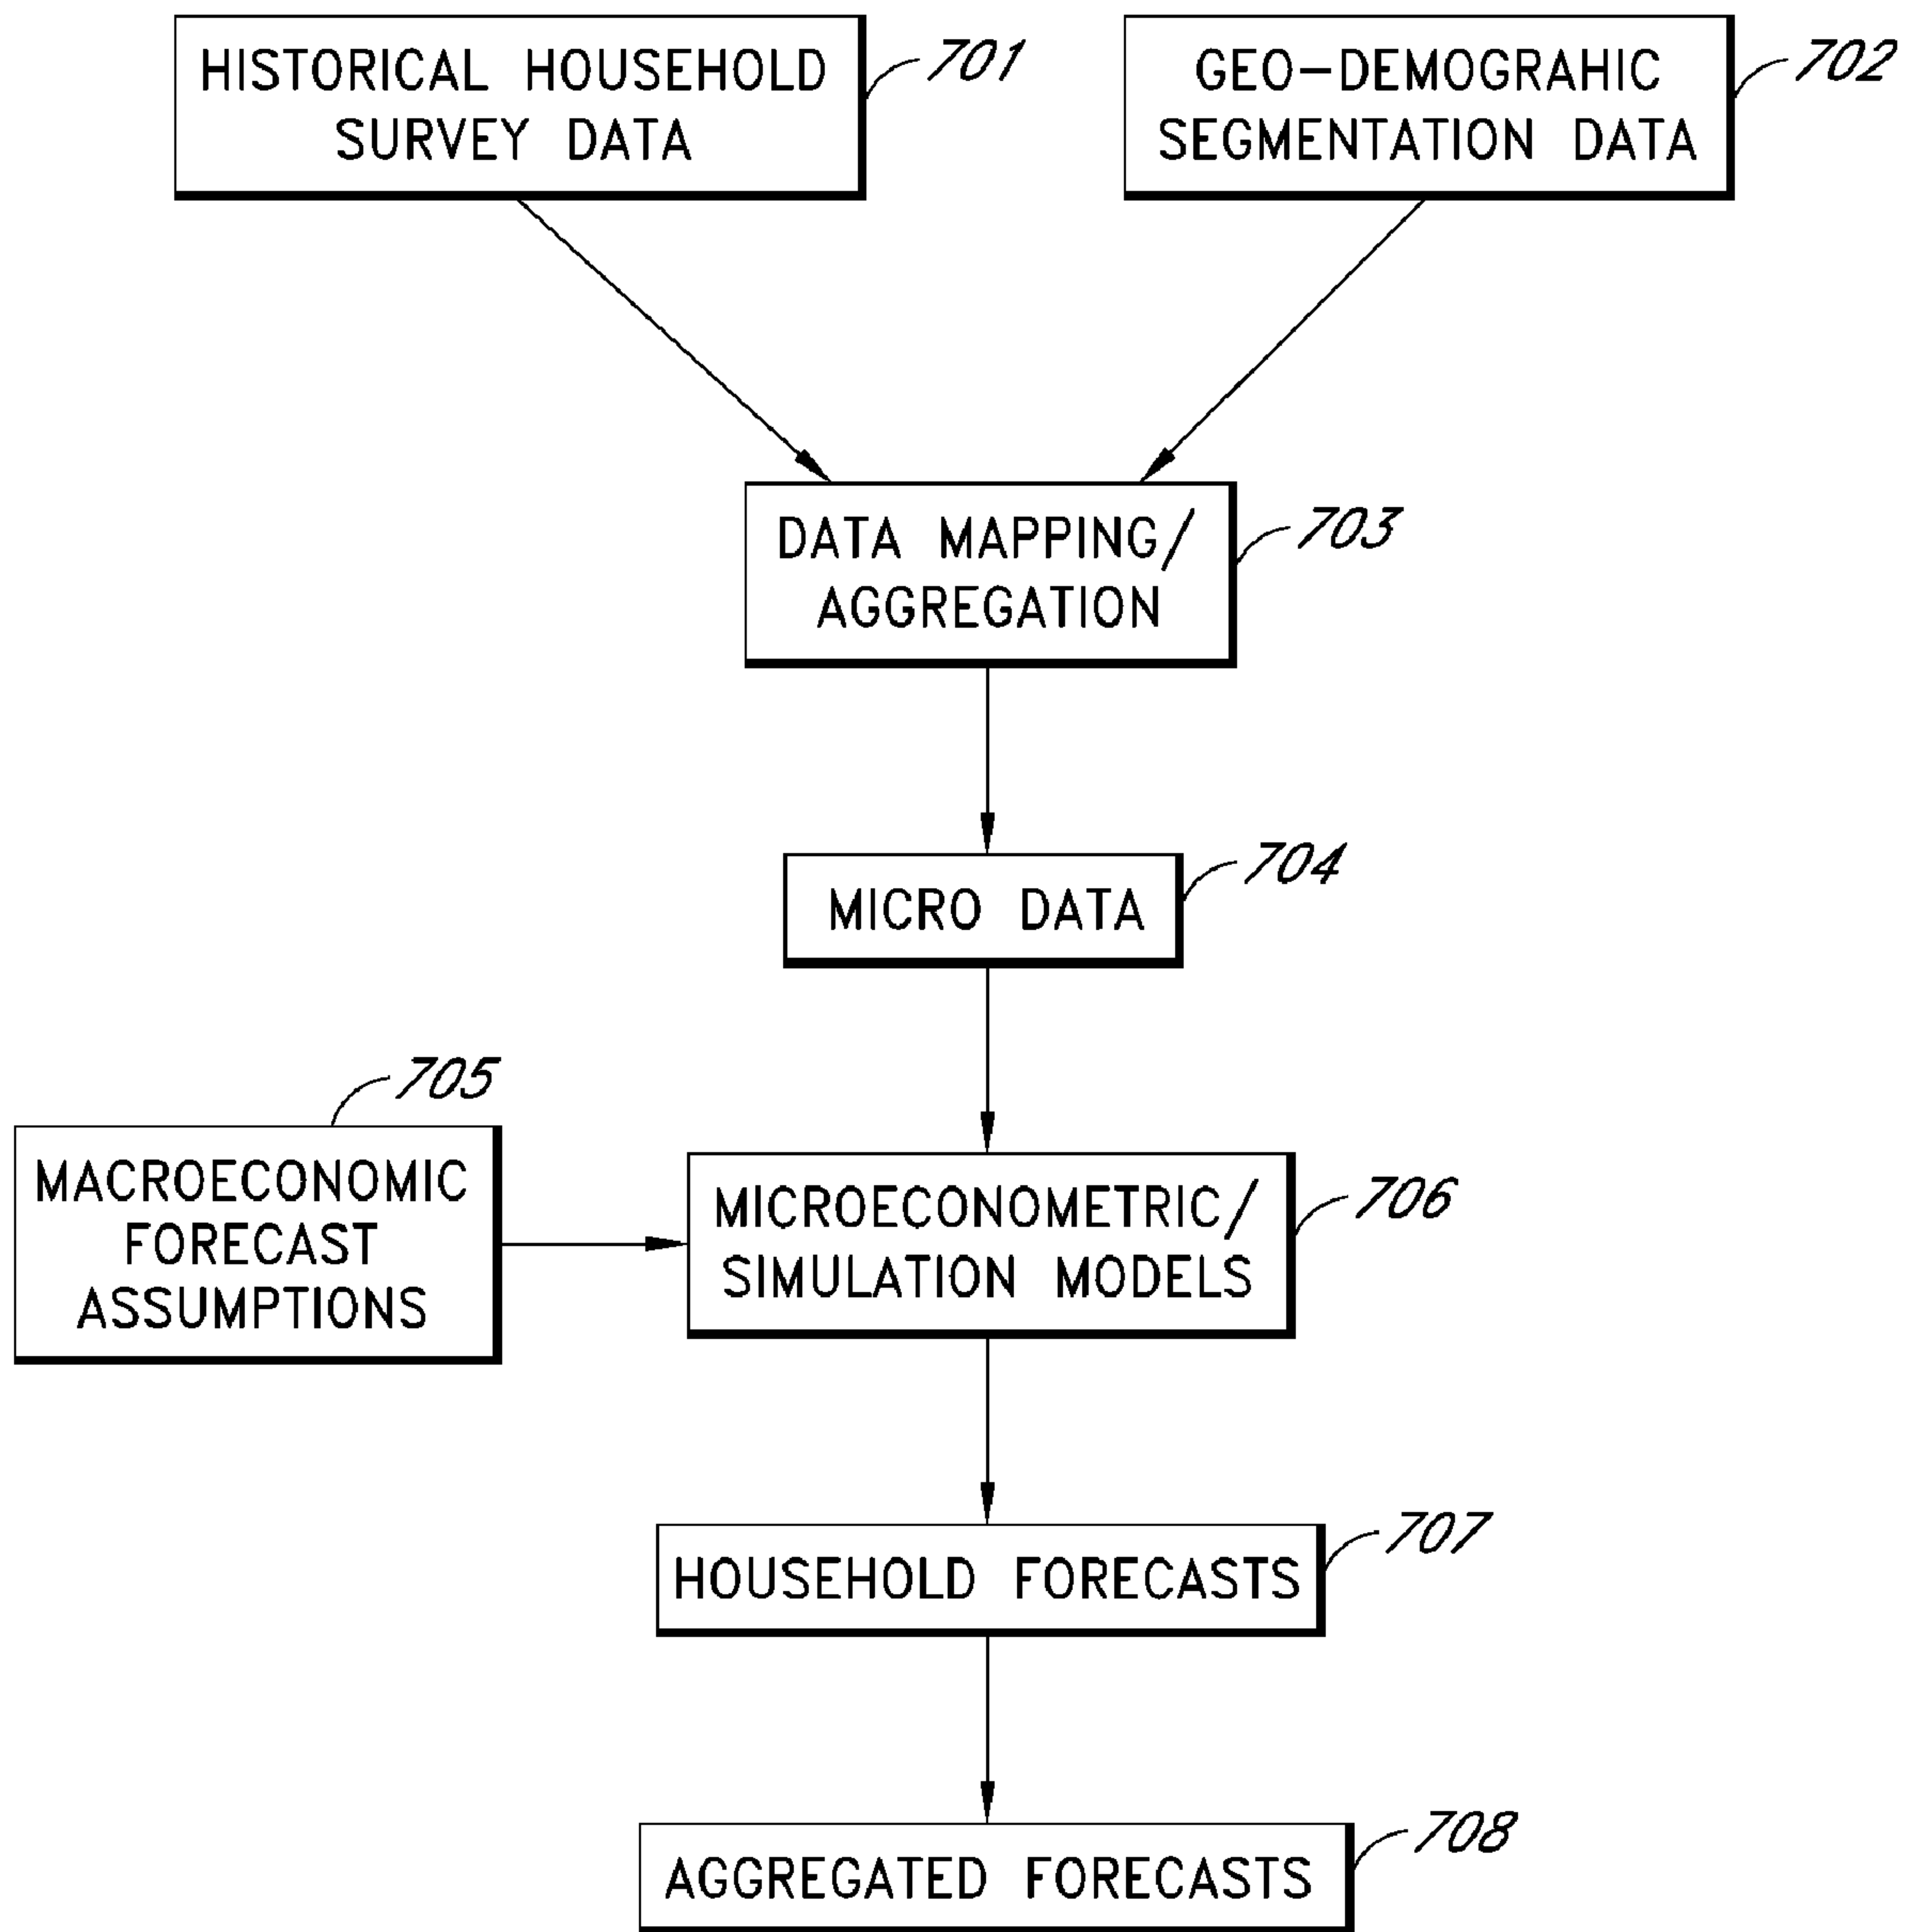 HISTORICAL HOUSEHOLD
SURVEY DATA
701
GEO-DEMOGRAHIC
SEGMENTATION DATA
702
DATA MAPPING/
AGGREGATION
703
MICRO DATA
704
705
MACROECONOMIC
FORECAST
ASSUMPTIONS
MICROECONOMETRIC/
SIMULATION MODELS
706
HOUSEHOLD FORECASTS
707
AGGREGATED FORECASTS
708